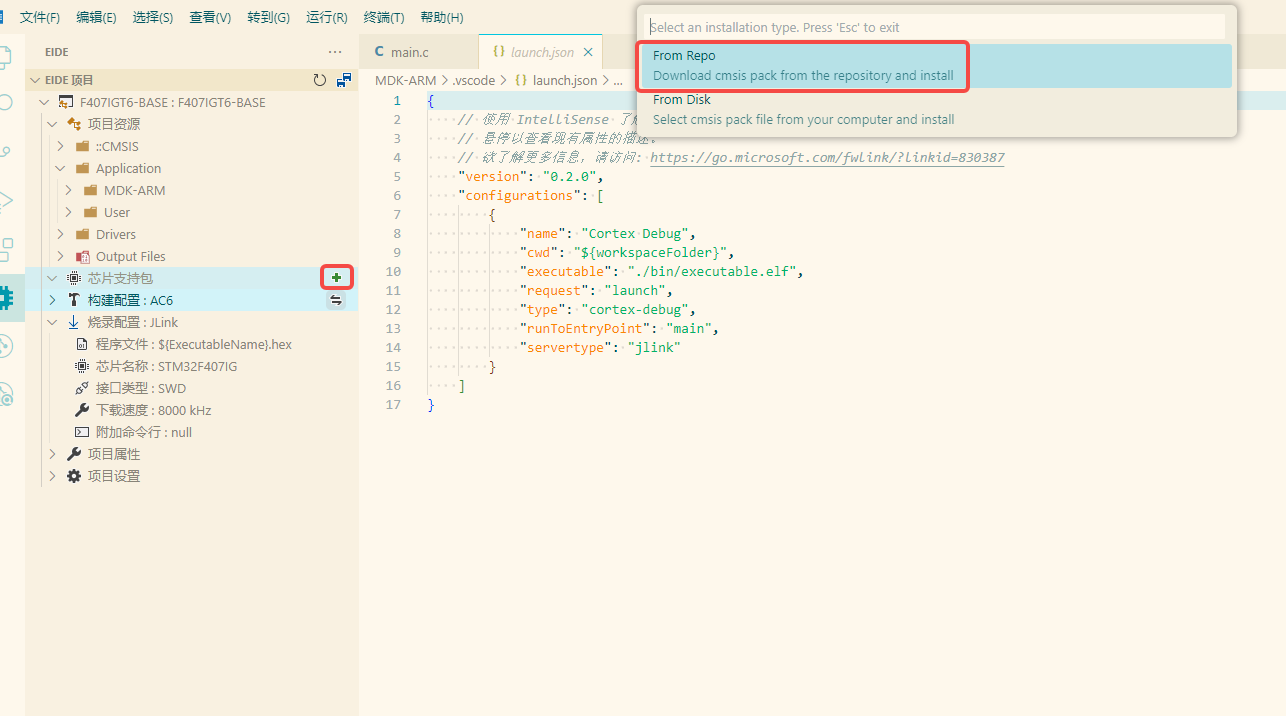 文件(F) 编辑(E) 选择(S) 查看(V) 转到(G) 运行(R) 终端(T) 帮助(H)
Select an installation type. Press 'Esc' to exit
From Repo
Download cmsis pack from the repository and install
From Disk
Select cmsis pack file from your computer and install
EIDE
EIDE 项目
F407IGT6-BASE : F407IGT6-BASE
项目资源
::CMSIS
Application
MDK-ARM
User
Drivers
Output Files
芯片支持包
构建配置 : AC6
烧录配置 : JLink
程序文件 : ${ExecutableName}.hex
芯片名称 : STM32F407IG
接口类型 : SWD
下载速度 : 8000 kHz
附加命令行 : null
项目属性
项目设置
C main.c
{} launch.json ×
MDK-ARM > .vscode > {} launch.json > ...
1 {
2 // 使用 IntelliSense 了
3 // 悬停以查看现有属性的描述。
4 // 欲了解更多信息，请访问: https://go.microsoft.com/fwlink/?linkid=830387
5 "version": "0.2.0",
6 "configurations": [
7 {
8 "name": "Cortex Debug",
9 "cwd": "${workspaceFolder}",
10 "executable": "./bin/executable.elf",
11 "request": "launch",
12 "type": "cortex-debug",
13 "runToEntryPoint": "main",
14 "servertype": "jlink"
15 }
16 ]
17 }